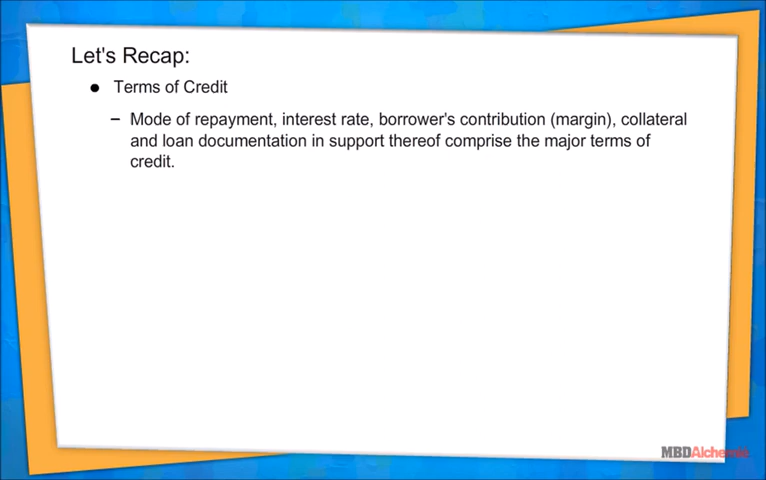 Let's Recap:
● Terms of Credit
– Mode of repayment, interest rate, borrower's contribution (margin), collateral
and loan documentation in support thereof comprise the major terms of
credit.
MBDAlchemie